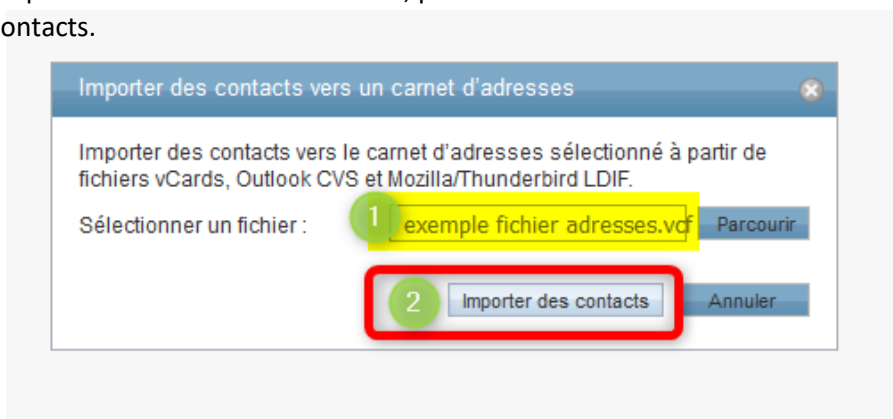 ontacts.
Importer des contacts vers un carnet d'adresses
Importer des contacts vers le carnet d'adresses sélectionné à partir de
fichiers vCards, Outlook CVS et Mozilla/Thunderbird LDIF.
Sélectionner un fichier : 1 exemple fichier adresses.vcf Parcourir
2 Importer des contacts Annuler